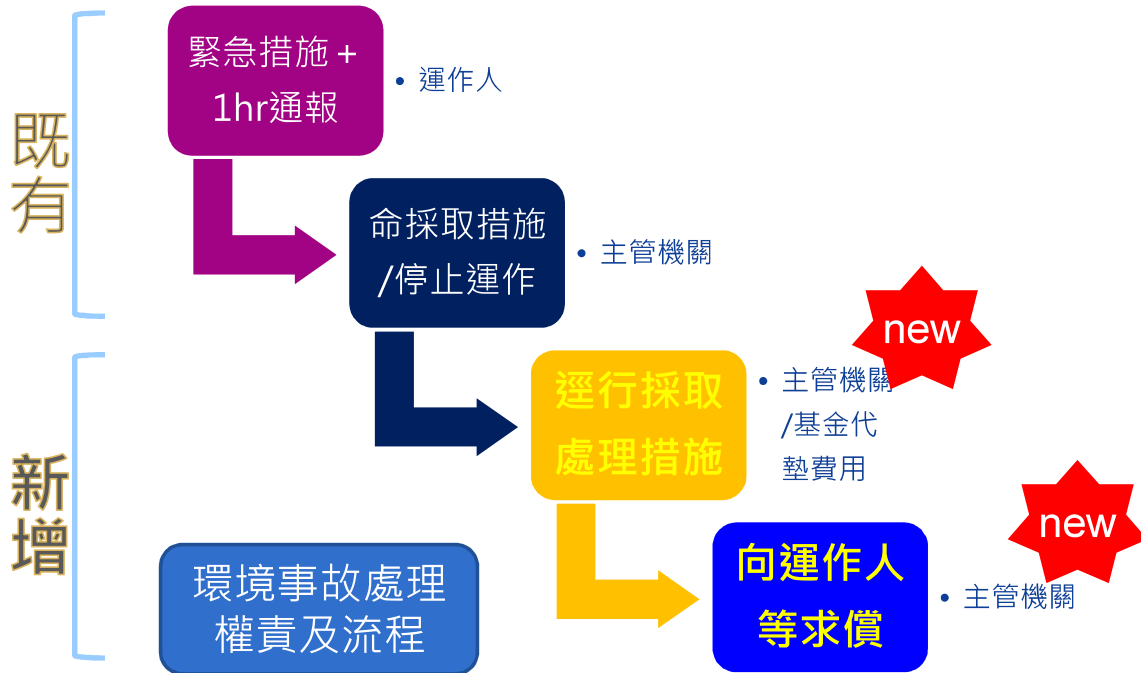 既有
緊急措施 +
1hr通報
• 運作人
命採取措施
/停止運作
• 主管機關
new
新增
逕行採取
處理措施
• 主管機關
/基金代
墊費用
new
向運作人
等求償
• 主管機關
環境事故處理
權責及流程